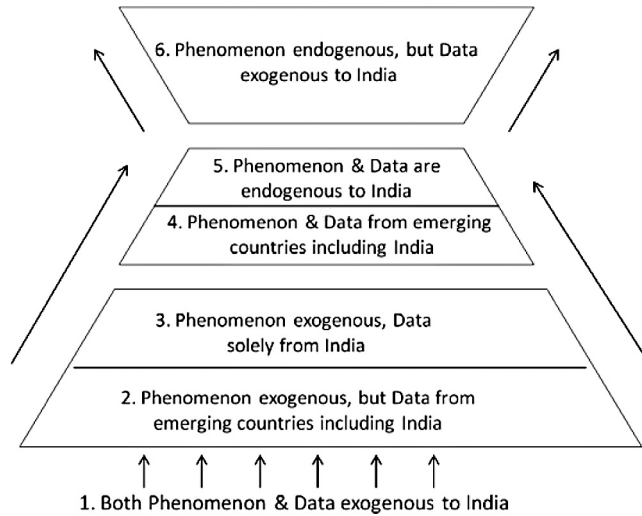 6. Phenomenon endogenous, but Data
exogenous to India
5. Phenomenon & Data are
endogenous to India
4. Phenomenon & Data from emerging
countries including India
3. Phenomenon exogenous, Data
solely from India
2. Phenomenon exogenous, but Data from
emerging countries including India
1. Both Phenomenon & Data exogenous to India